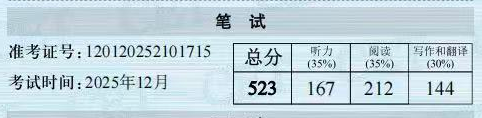 笔 试
准考证号：120120252101715
考试时间：2025年12月
总分 听力 (35%) 阅读 (35%) 写作和翻译 (30%)
523 167 212 144